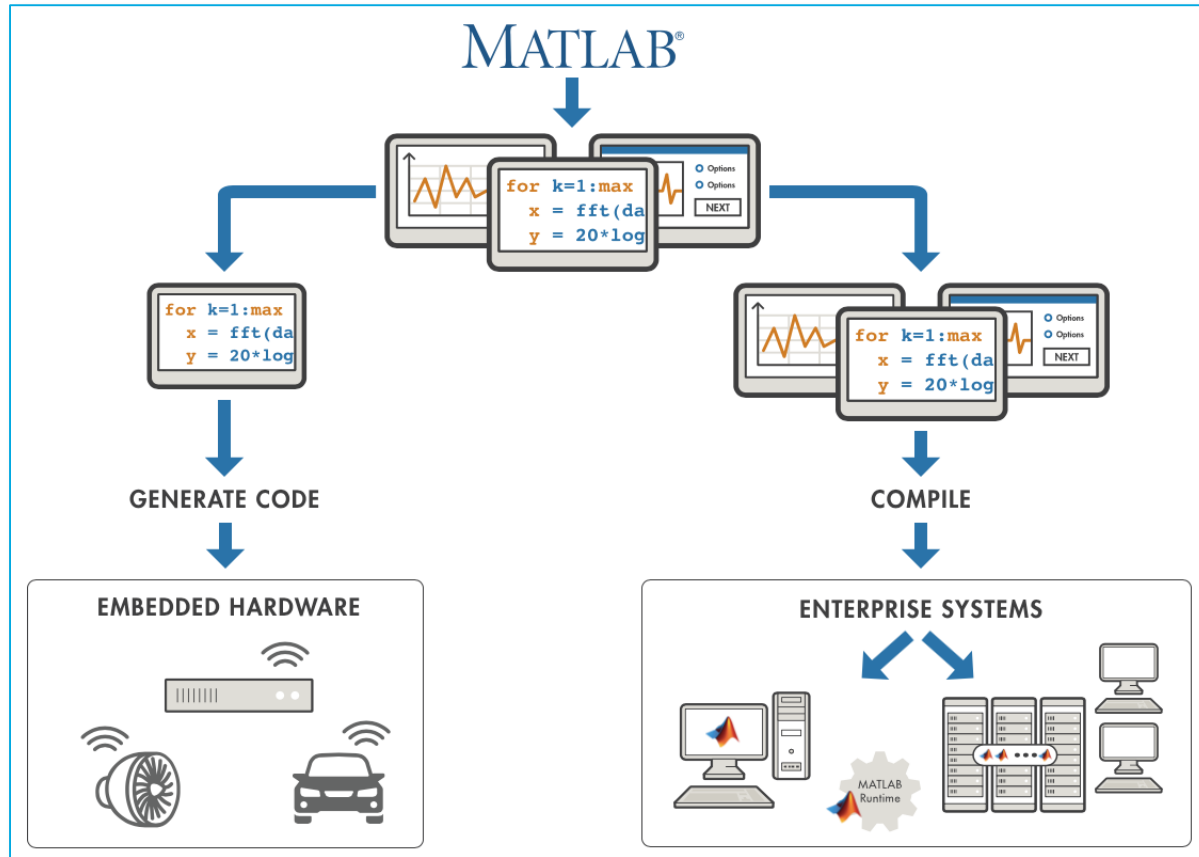 MATLAB®
for k=1:max
x = fft(da
y = 20*log
Options
Options
NEXT
for k=1:max
x = fft(da
y = 20*log
for k=1:max
x = fft(da
y = 20*log
Options
Options
NEXT
GENERATE CODE
COMPILE
EMBEDDED HARDWARE
ENTERPRISE SYSTEMS
MATLAB
Runtime